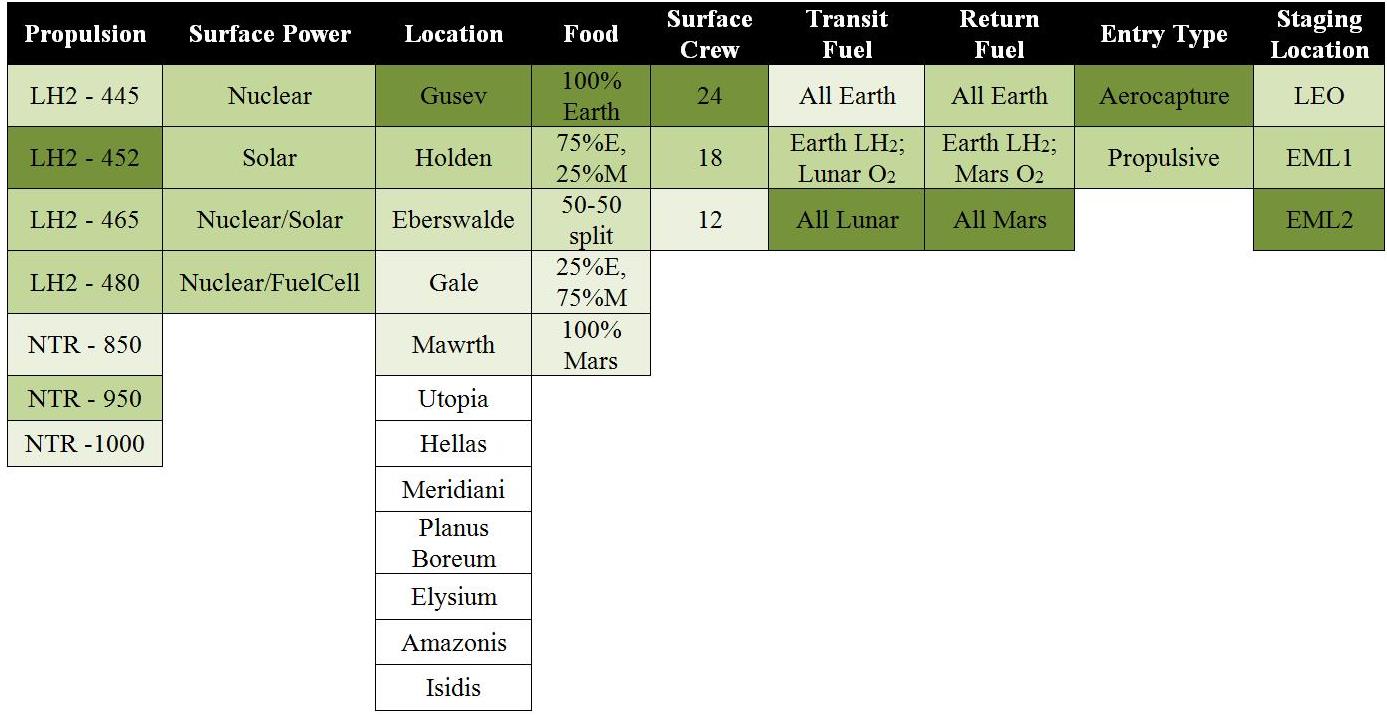 Propulsion Surface Power Location Food Surface Crew Transit Fuel Return Fuel Entry Type Staging Location
LH2 - 445 Nuclear Gusev 100% Earth 24 All Earth All Earth Aerocapture LEO
LH2 - 452 Solar Holden 75%E, 25%M 18 Earth LH2; Lunar O2 Earth LH2; Mars O2 Propulsive EML1
LH2 - 465 Nuclear/Solar Eberswalde 50-50 split 12 All Lunar All Mars EML2
LH2 - 480 Nuclear/FuelCell Gale 25%E, 75%M
NTR - 850 Mawrth 100% Mars
NTR - 950 Utopia
NTR -1000 Hellas
Meridiani
Planus
Boreum
Elysium
Amazonis
Isidis